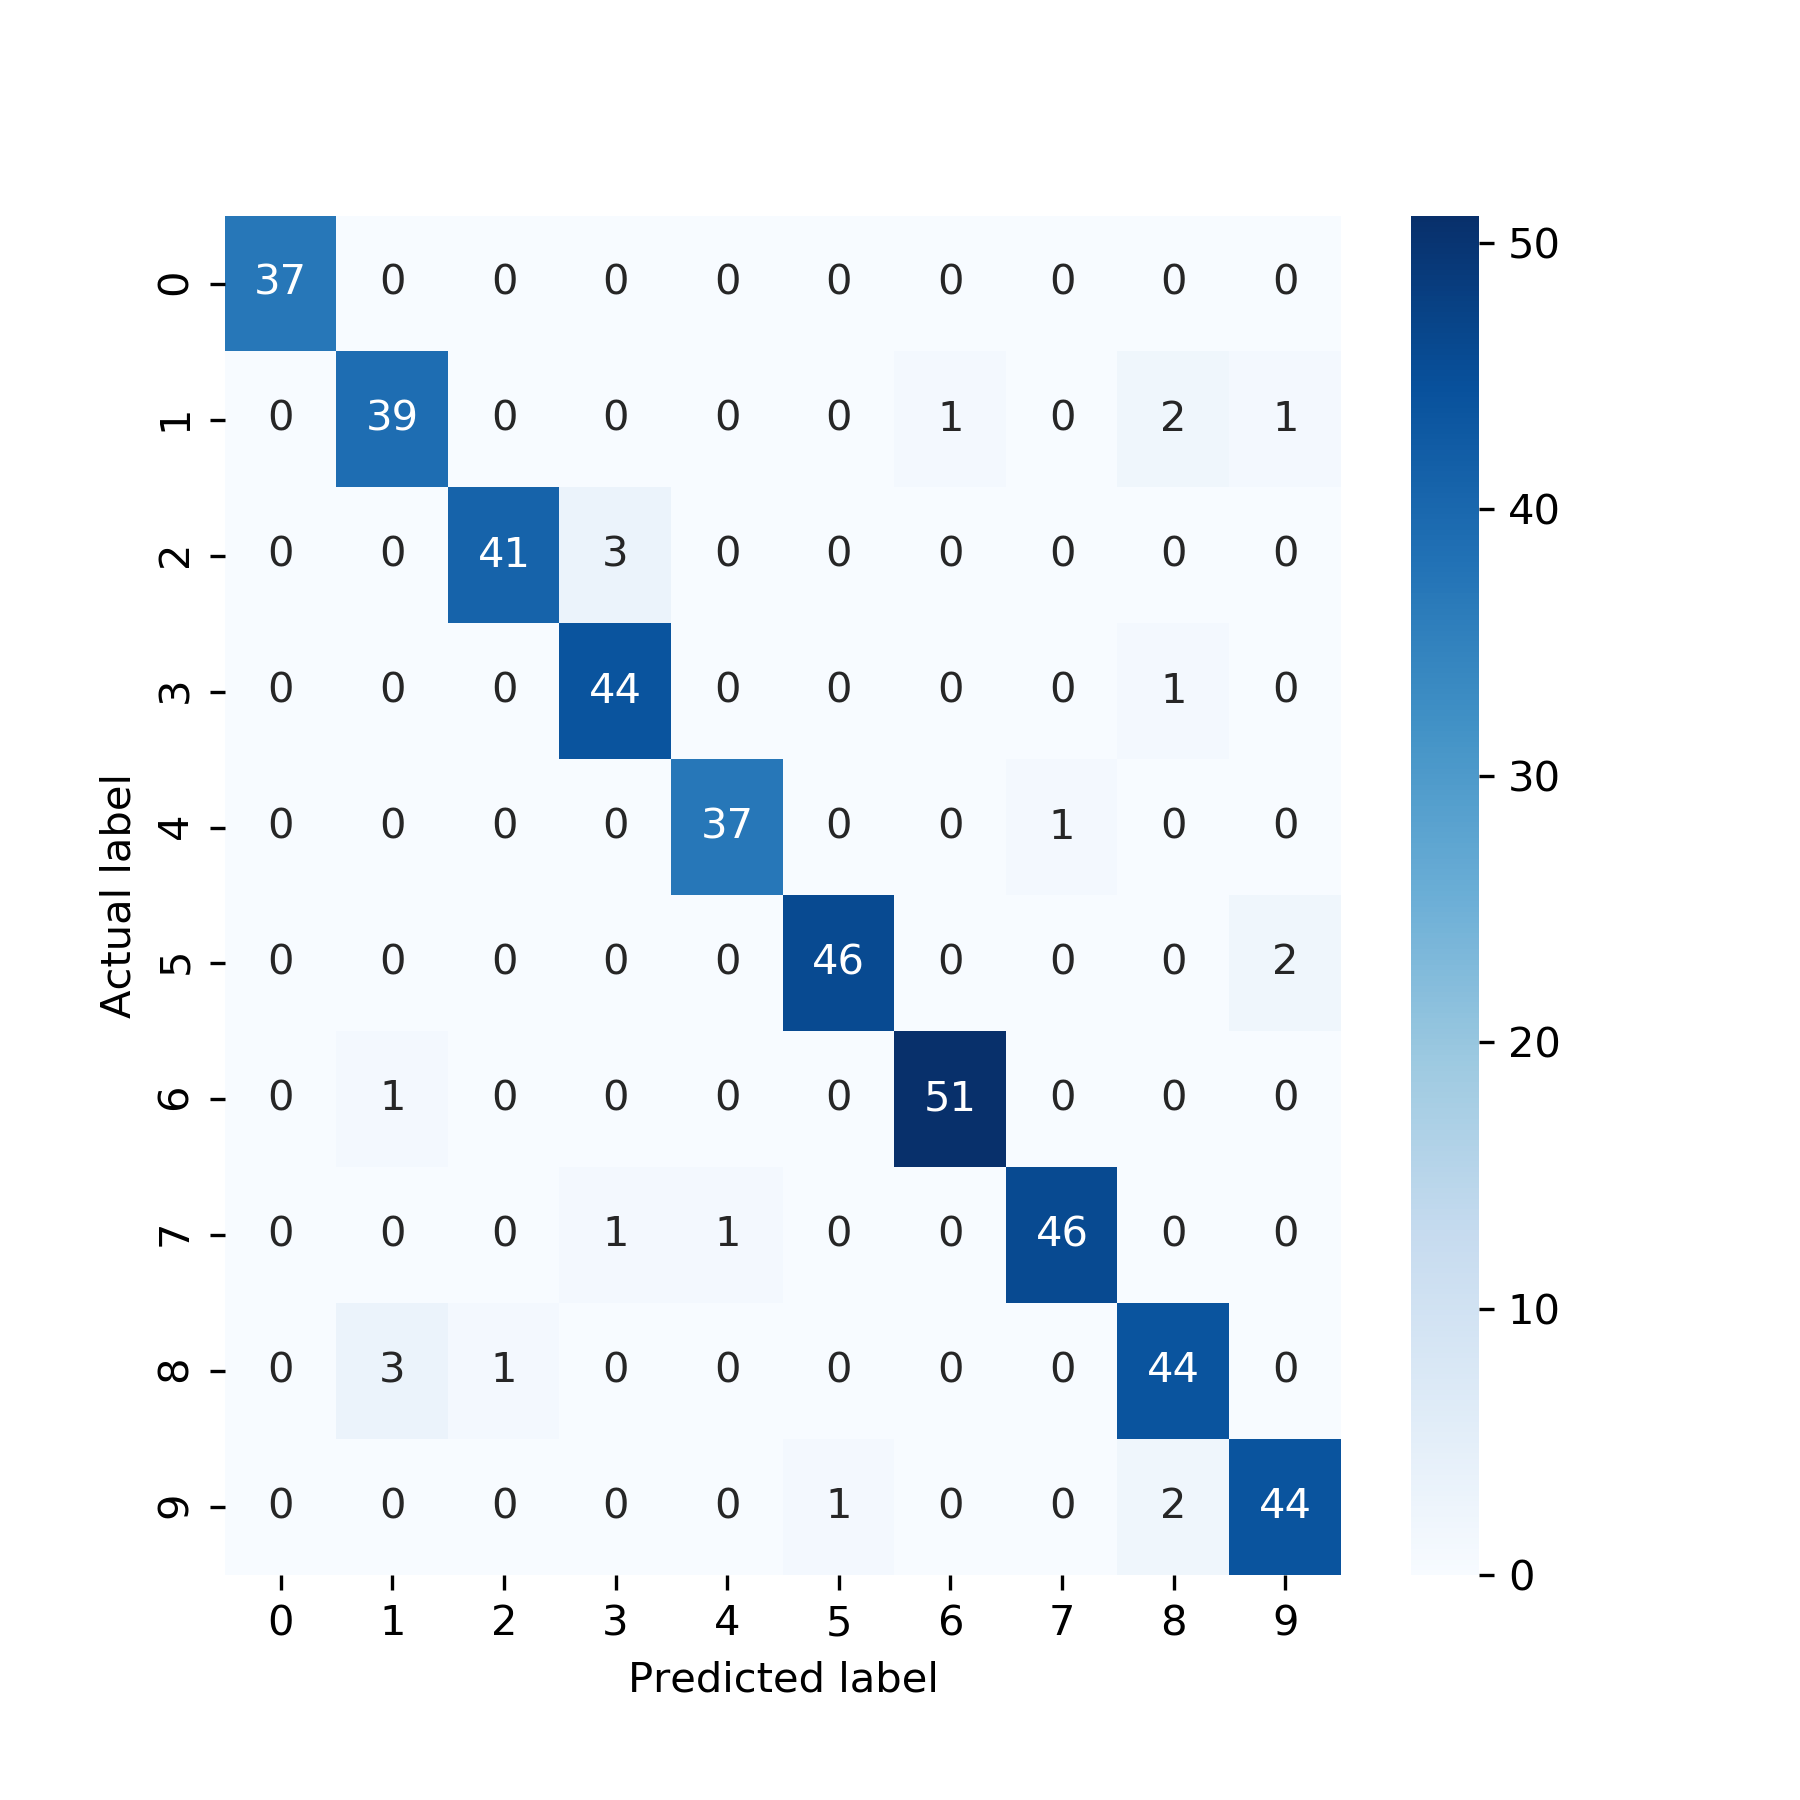 0 37 0 0 0 0 0 0 0 0 0
1 0 39 0 0 0 0 1 0 2 1
2 0 0 41 3 0 0 0 0 0 0
3 0 0 0 44 0 0 0 0 1 0
4 0 0 0 0 37 0 0 1 0 0
5 0 0 0 0 0 46 0 0 0 2
6 0 1 0 0 0 0 51 0 0 0
7 0 0 0 1 1 0 0 46 0 0
8 0 3 1 0 0 0 0 0 44 0
9 0 0 0 0 0 1 0 0 2 44
0 1 2 3 4 5 6 7 8 9
Predicted label
Actual label
50
40
30
20
10
0